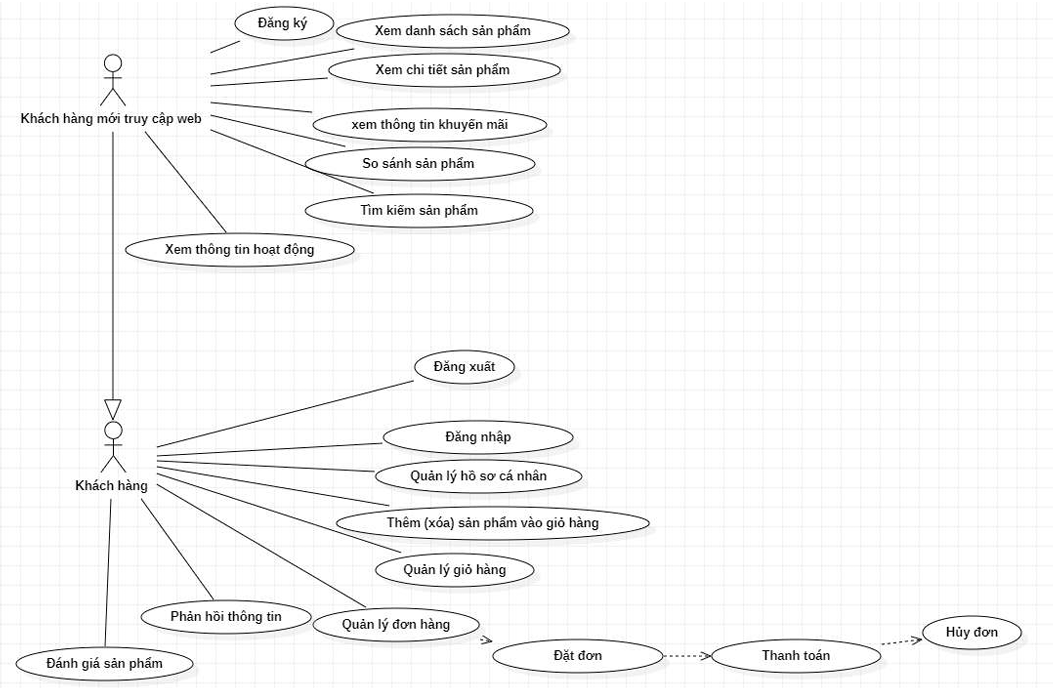 Đăng ký
Xem danh sách sản phẩm
Xem chi tiết sản phẩm
Khách hàng mới truy cập web
xem thông tin khuyến mãi
So sánh sản phẩm
Tìm kiếm sản phẩm
Xem thông tin hoạt động
Đăng xuất
Đăng nhập
Quản lý hồ sơ cá nhân
Khách hàng
Thêm (xóa) sản phẩm vào giỏ hàng
Quản lý giỏ hàng
Phản hồi thông tin
Quản lý đơn hàng
Hủy đơn
Đặt đơn
Thanh toán
Đánh giá sản phẩm